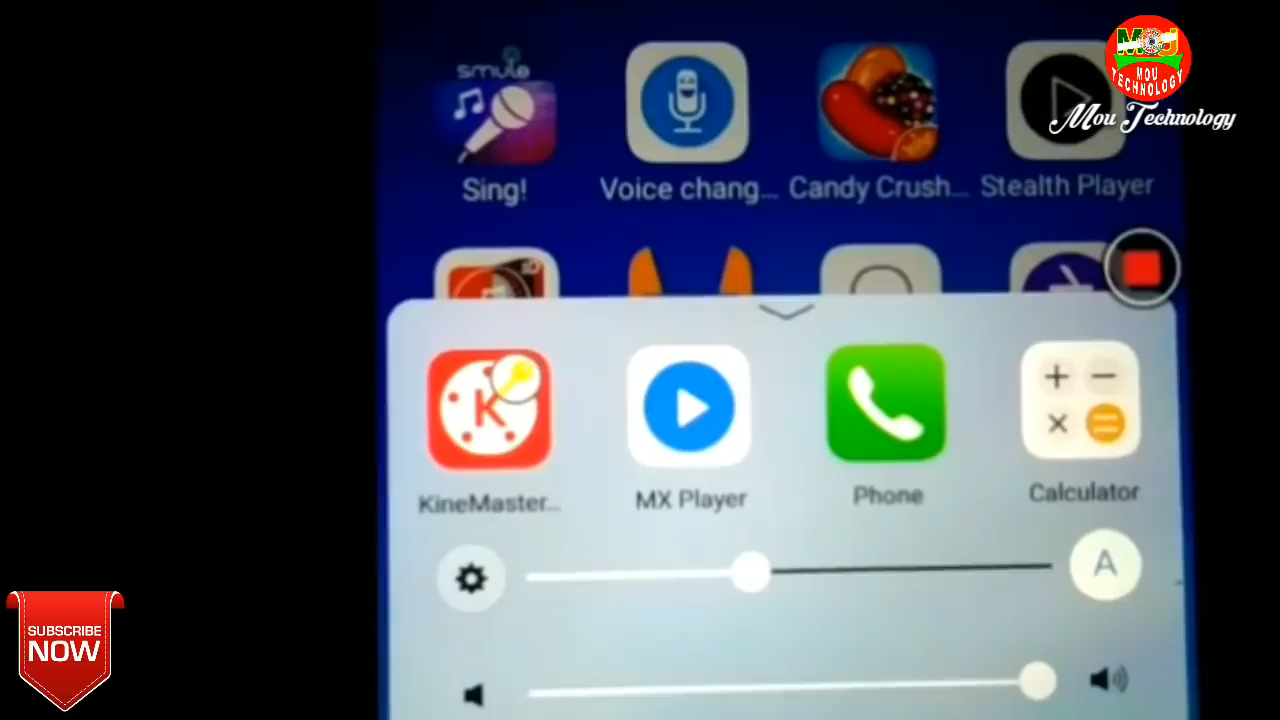 MOU
MOU
TECHNOLOGY
Mou Technology
smule
Sing!
Voice chang...
Candy Crush...
Stealth Player
K
KineMaster...
MX Player
Phone
Calculator
A
SUBSCRIBE
NOW